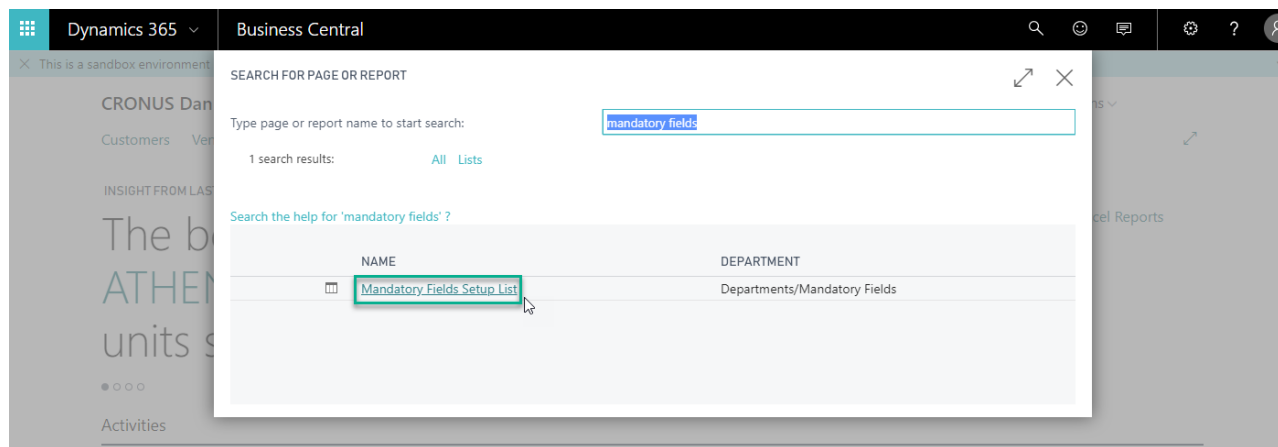 Dynamics 365 Business Central ?
This is a sandbox environment
SEARCH FOR PAGE OR REPORT
CRONUS Dan
Type page or report name to start search: mandatory fields
Customers Ven
1 search results: All Lists
INSIGHT FROM LAS
Search the help for 'mandatory fields' ?
The b
cel Reports
NAME DEPARTMENT
ATHEN
Mandatory Fields Setup List Departments/Mandatory Fields
units s
Activities